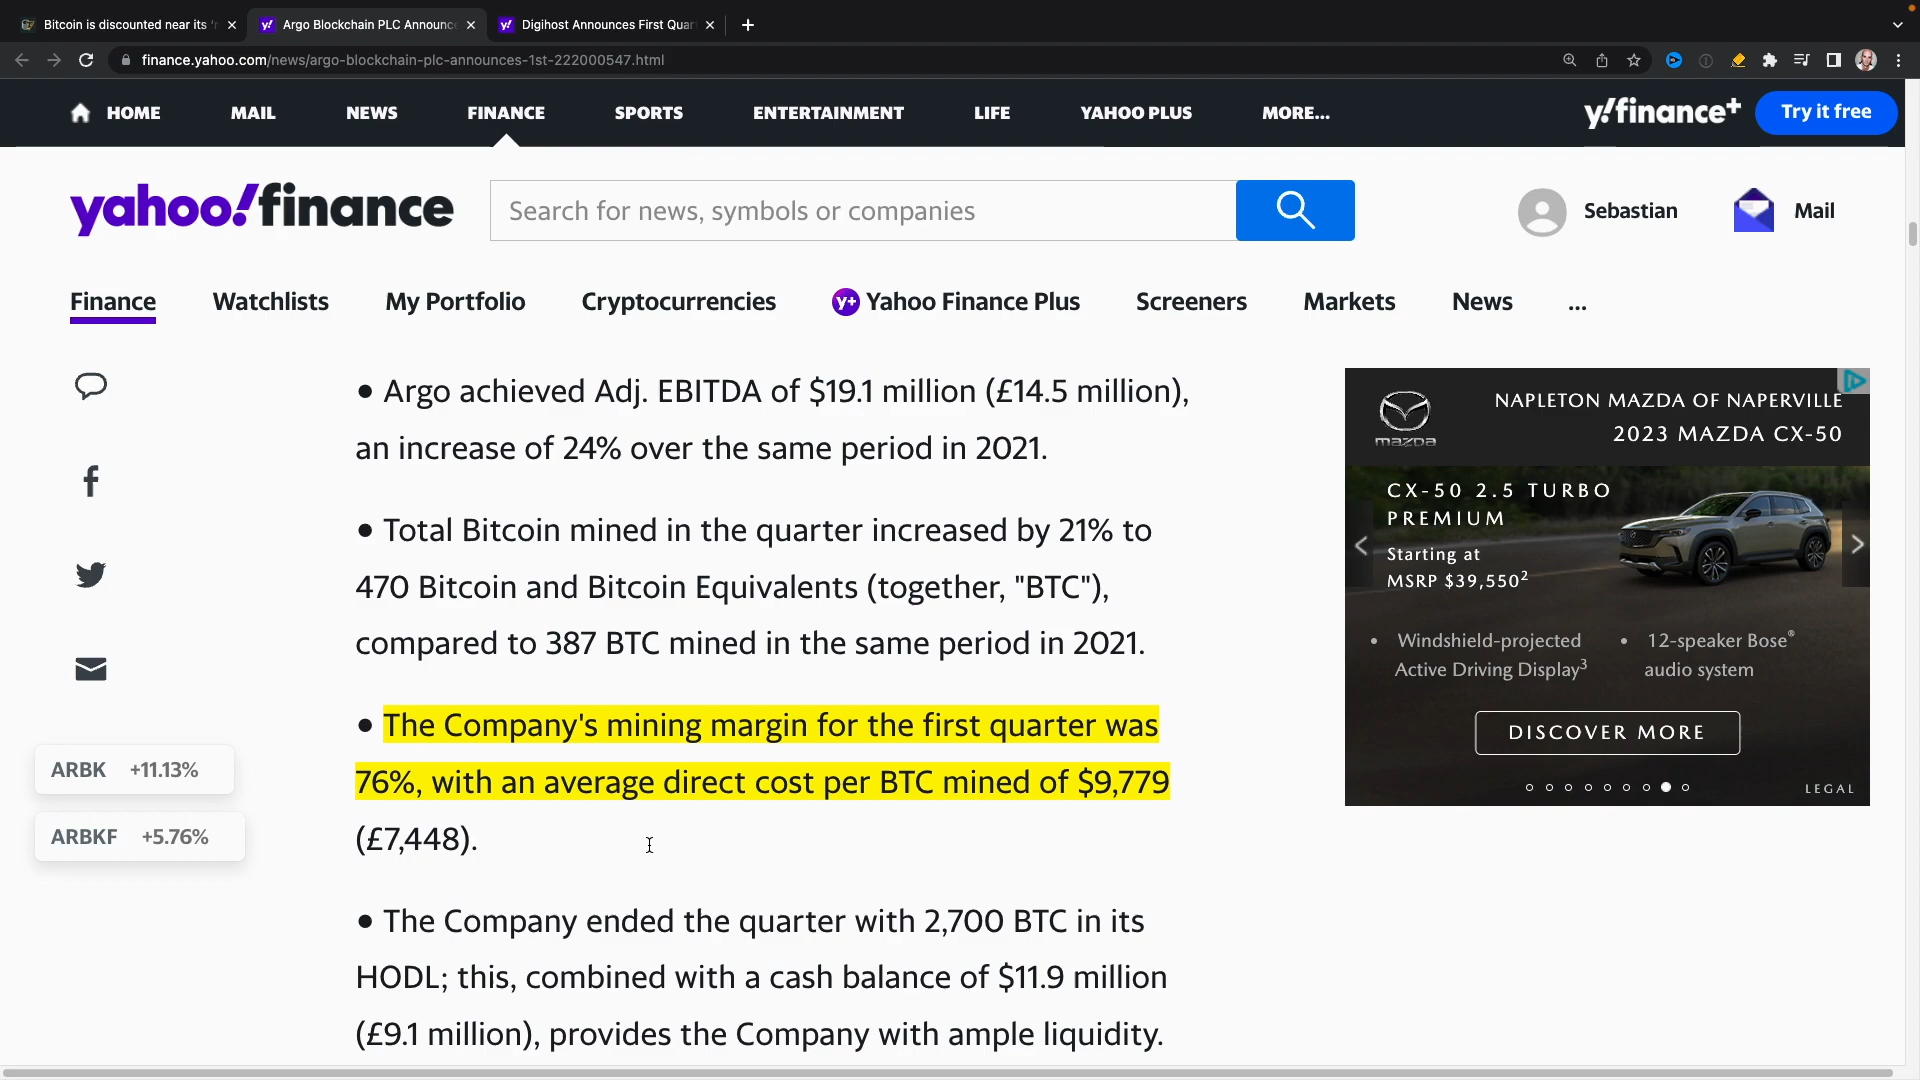 Bitcoin is discounted near its 'r
Argo Blockchain PLC Announce
Digihost Announces First Quar
finance.yahoo.com/news/argo-blockchain-plc-announces-1st-222000547.html
HOME MAIL NEWS FINANCE SPORTS ENTERTAINMENT LIFE YAHOO PLUS MORE... y!finance+ Try it free
yahoo!finance Search for news, symbols or companies Sebastian Mail
Finance Watchlists My Portfolio Cryptocurrencies y+ Yahoo Finance Plus Screeners Markets News ...
• Argo achieved Adj. EBITDA of $19.1 million (£14.5 million),
an increase of 24% over the same period in 2021.
• Total Bitcoin mined in the quarter increased by 21% to
470 Bitcoin and Bitcoin Equivalents (together, "BTC"),
compared to 387 BTC mined in the same period in 2021.
• The Company's mining margin for the first quarter was
76%, with an average direct cost per BTC mined of $9,779
(£7,448).
• The Company ended the quarter with 2,700 BTC in its
HODL; this, combined with a cash balance of $11.9 million
(£9.1 million), provides the Company with ample liquidity.
ARBK +11.13%
ARBKF +5.76%
NAPLETON MAZDA OF NAPERVILLE
2023 MAZDA CX-50
mazda
CX-50 2.5 TURBO
PREMIUM
Starting at
MSRP $39,550²
• Windshield-projected
Active Driving Display³
• 12-speaker Bose®
audio system
DISCOVER MORE
LEGAL